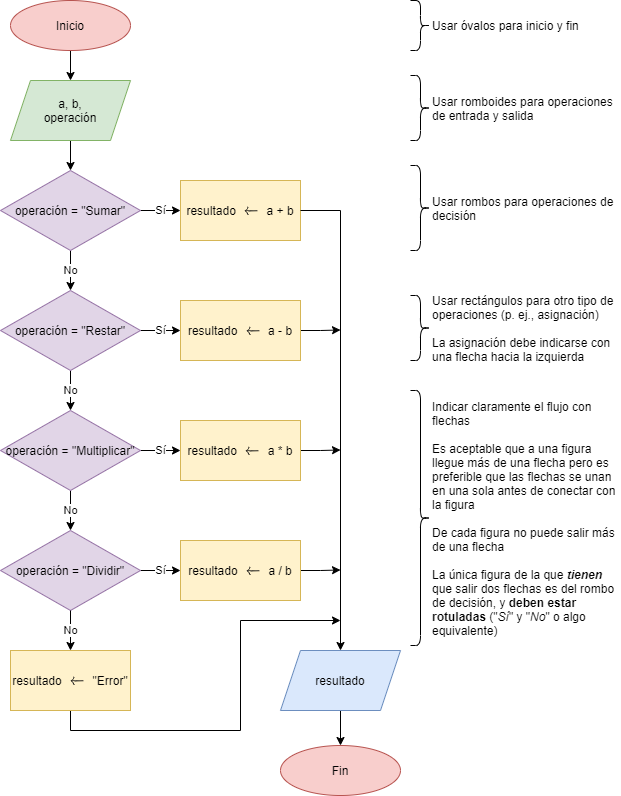 Inicio
Usar óvalos para inicio y fin
a, b,
operación
Usar romboides para operaciones
de entrada y salida
operación = "Sumar"
Sí
resultado ← a + b
Usar rombos para operaciones de
decisión
No
operación = "Restar"
Sí
resultado ← a - b
Usar rectángulos para otro tipo de
operaciones (p. ej., asignación)
La asignación debe indicarse con
una flecha hacia la izquierda
No
operación = "Multiplicar"
Sí
resultado ← a * b
Indicar claramente el flujo con
flechas
Es aceptable que a una figura
llegue más de una flecha pero es
preferible que las flechas se unan
en una sola antes de conectar con
la figura
De cada figura no puede salir más
de una flecha
La única figura de la que tienen
que salir dos flechas es del rombo
de decisión, y deben estar
rotuladas ("Sí" y "No" o algo
equivalente)
No
operación = "Dividir"
Sí
resultado ← a / b
No
resultado ← "Error"
resultado
Fin